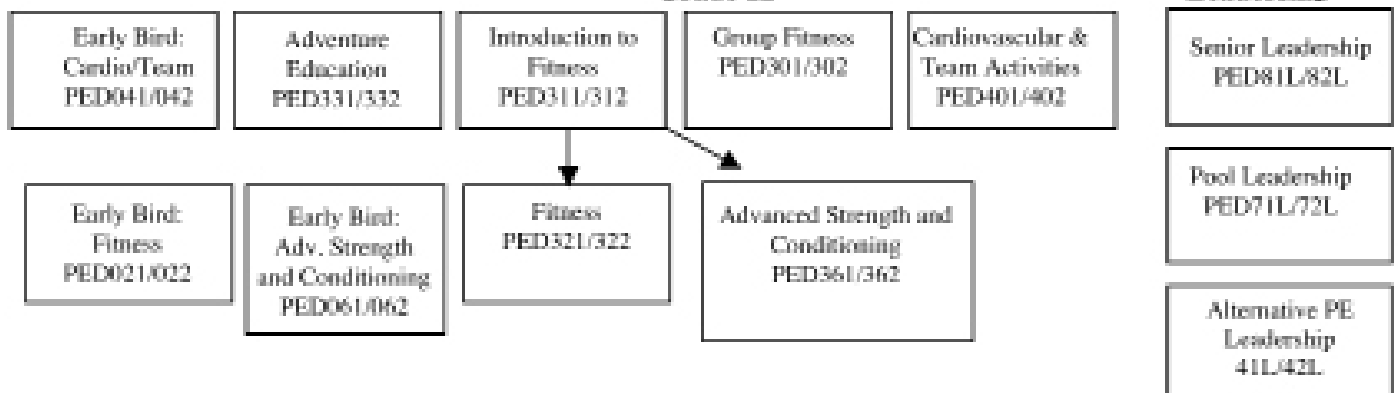 Early Bird:
Cardio/Team
PED041/042
Adventure
Education
PED331/332
Introduction to
Fitness
PED311/312
Group Fitness
PED301/302
Cardiovascular &
Team Activities
PED401/402
Senior Leadership
PED81L/82L
Early Bird:
Fitness
PED021/022
Early Bird:
Adv. Strength
and Conditioning
PED061/062
Fitness
PED321/322
Advanced Strength and
Conditioning
PED361/362
Pool Leadership
PED71L/72L
Alternative PE
Leadership
41L/42L